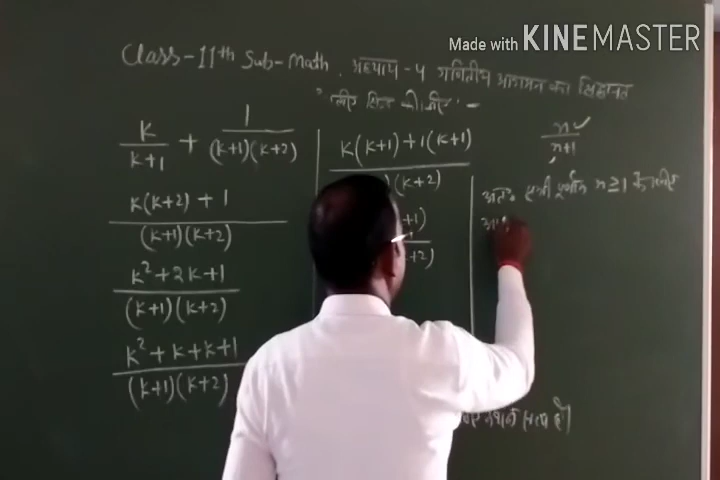 Made with KINEMASTER
Class-11th Sub-Math. अध्याय-4 गणितीय आगमन का सिद्धान्त
k/(k+1) + 1/((k+1)(k+2))
(k(k+2)+1)/((k+1)(k+2))
(k²+2k+1)/((k+1)(k+2))
(k²+k+k+1)/((k+1)(k+2))
k(k+1)+1(k+1)
(k+2)
+1)
+2)
n/(n+1)
अतः सभी पूर्णांक n≥1 के लिए
सत्य है।